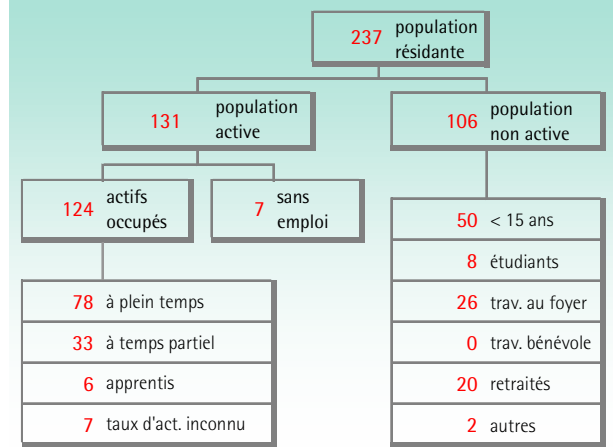 237 population
résidante
131 population
active
106 population
non active
124 actifs
occupés
7 sans
emploi
78 à plein temps
33 à temps partiel
6 apprentis
7 taux d'act. inconnu
50 < 15 ans
8 étudiants
26 trav. au foyer
0 trav. bénévole
20 retraités
2 autres